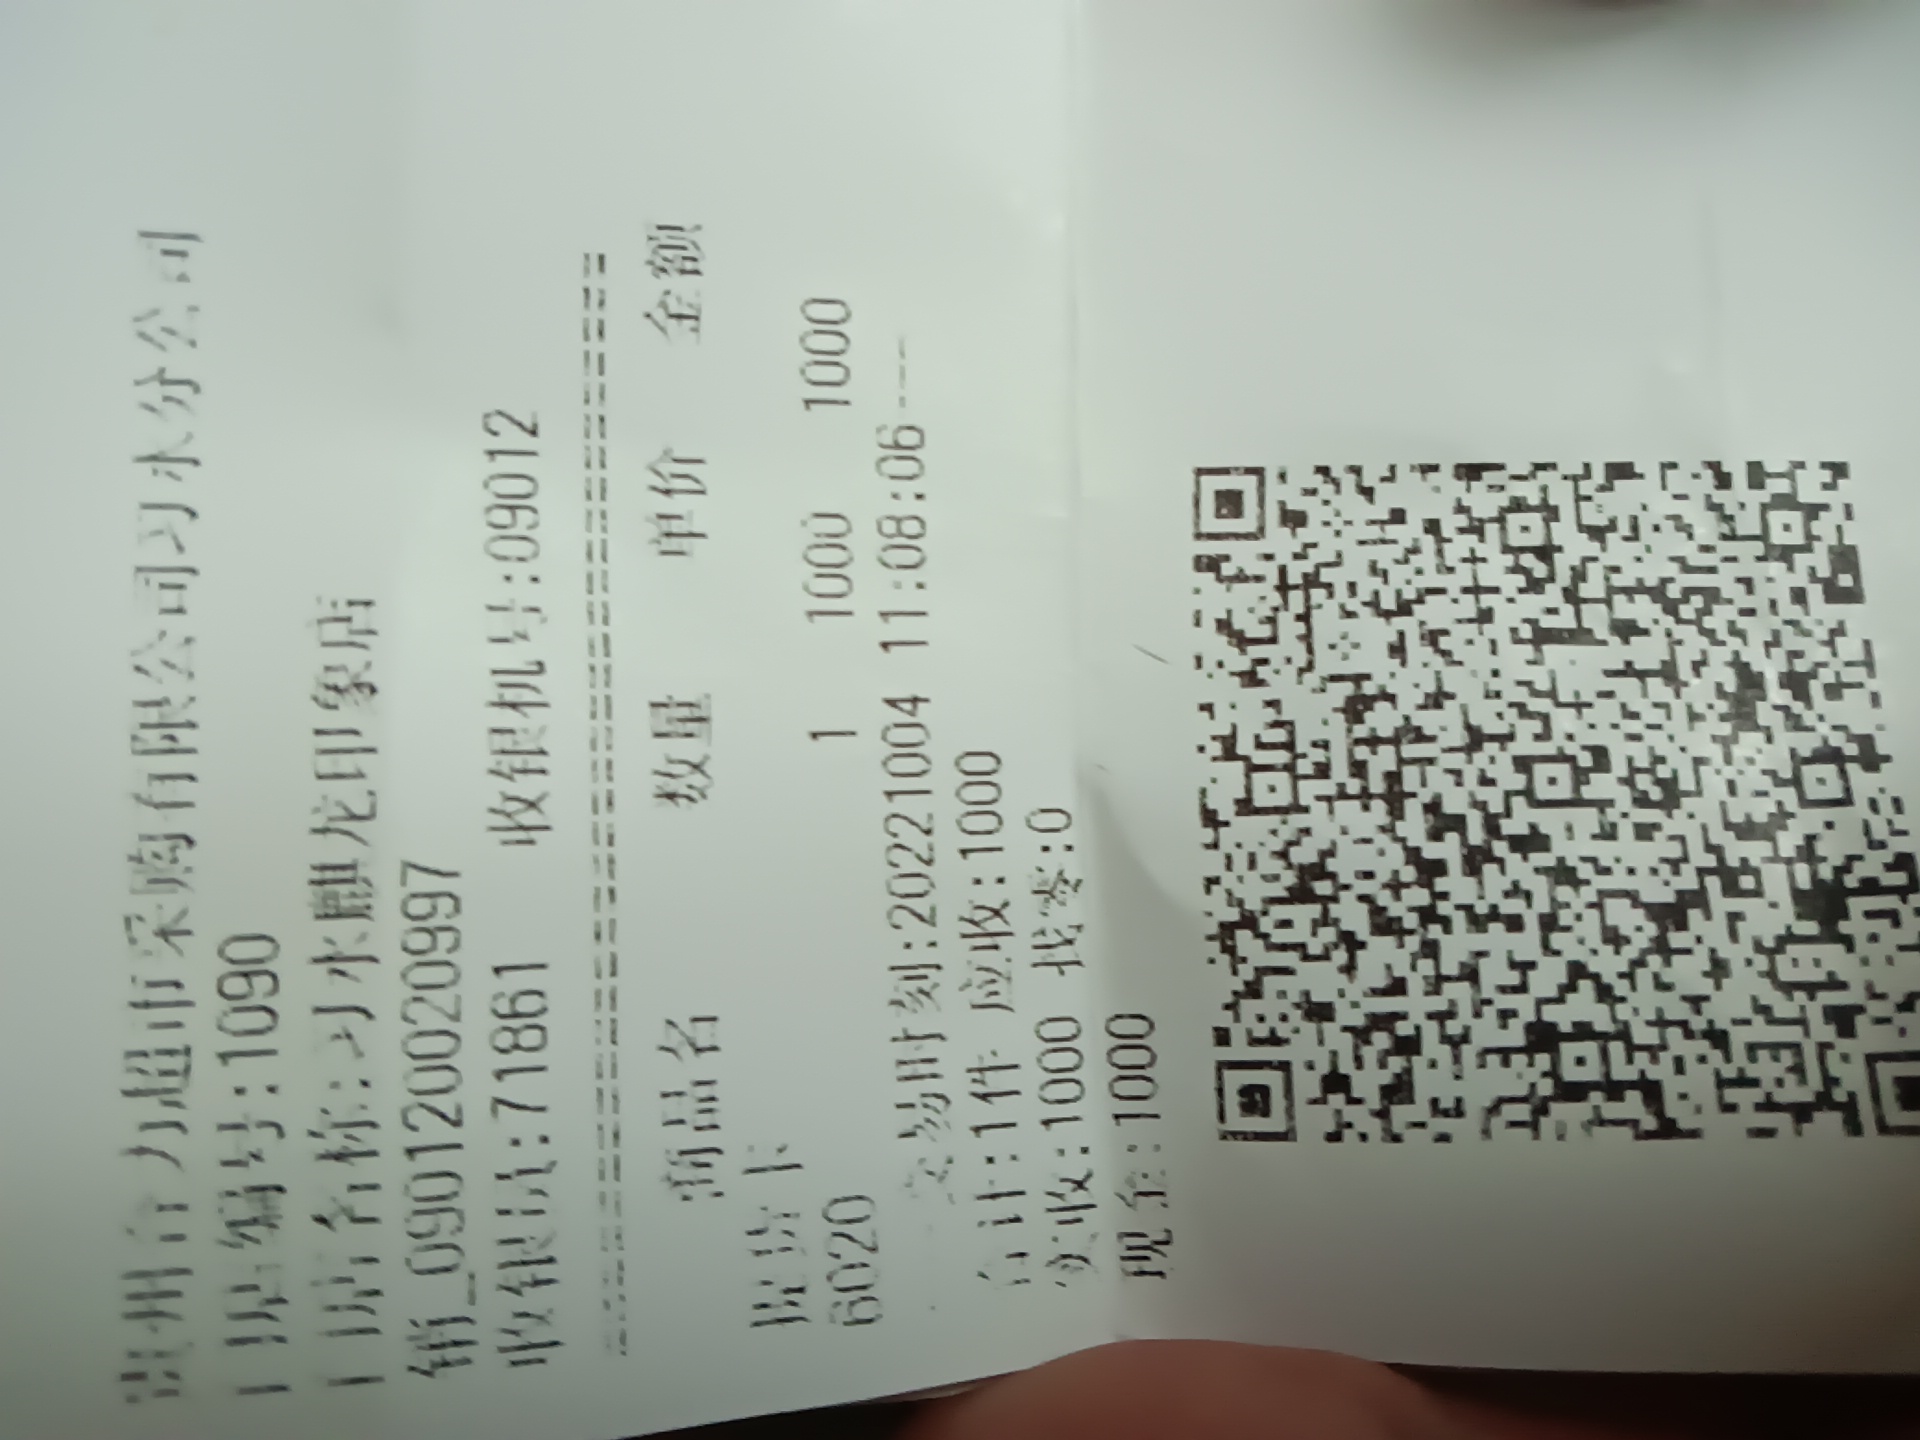 贵州合力超市采购有限公司习水分公司
门店编号:1090
门店名称:习水麒龙印象店
销_09012002099​7
收银员:71861 收银机号:09012
==========================================
商品名 数量 单价 金额
提货卡
6020 1 1000 1000
交易时刻:20221004 11:08:06----
合计:1件 应收:1000
实收:1000 找零:0
现金:1000